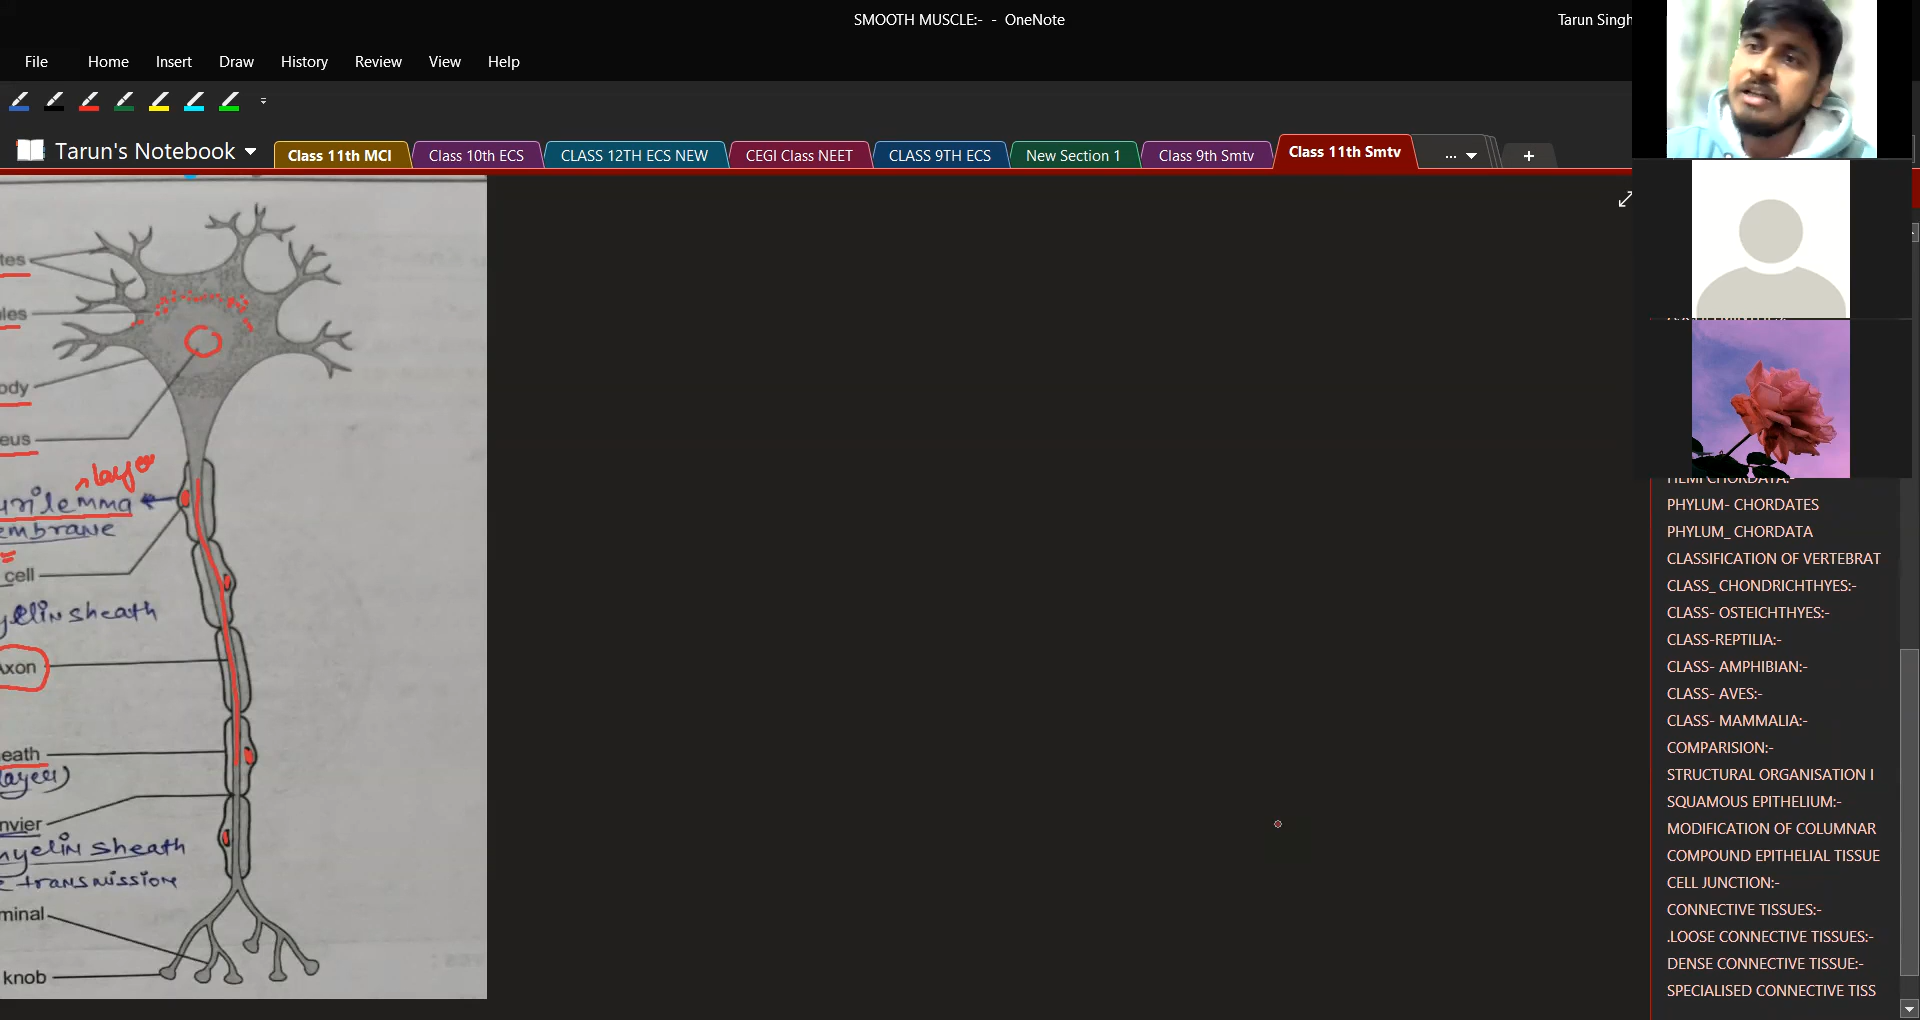 SMOOTH MUSCLE:- - OneNote
Tarun Singh
File Home Insert Draw History Review View Help
Tarun's Notebook
Class 11th MCI
Class 10th ECS
CLASS 12TH ECS NEW
CEGI Class NEET
CLASS 9TH ECS
New Section 1
Class 9th Smtv
Class 11th Smtv
...
+
tes
les
ody
eus
layer
urilemma
embrane
cell
yelin sheath
Axon
eath
layer)
nvier
myelin sheath
transmission
minal
knob
HEMICHORDATA:-
PHYLUM- CHORDATES
PHYLUM_ CHORDATA
CLASSIFICATION OF VERTEBRAT
CLASS_ CHONDRICHTHYES:-
CLASS- OSTEICHTHYES:-
CLASS-REPTILIA:-
CLASS- AMPHIBIAN:-
CLASS- AVES:-
CLASS- MAMMALIA:-
COMPARISION:-
STRUCTURAL ORGANISATION I
SQUAMOUS EPITHELIUM:-
MODIFICATION OF COLUMNAR
COMPOUND EPITHELIAL TISSUE
CELL JUNCTION:-
CONNECTIVE TISSUES:-
.LOOSE CONNECTIVE TISSUES:-
DENSE CONNECTIVE TISSUE:-
SPECIALISED CONNECTIVE TISS